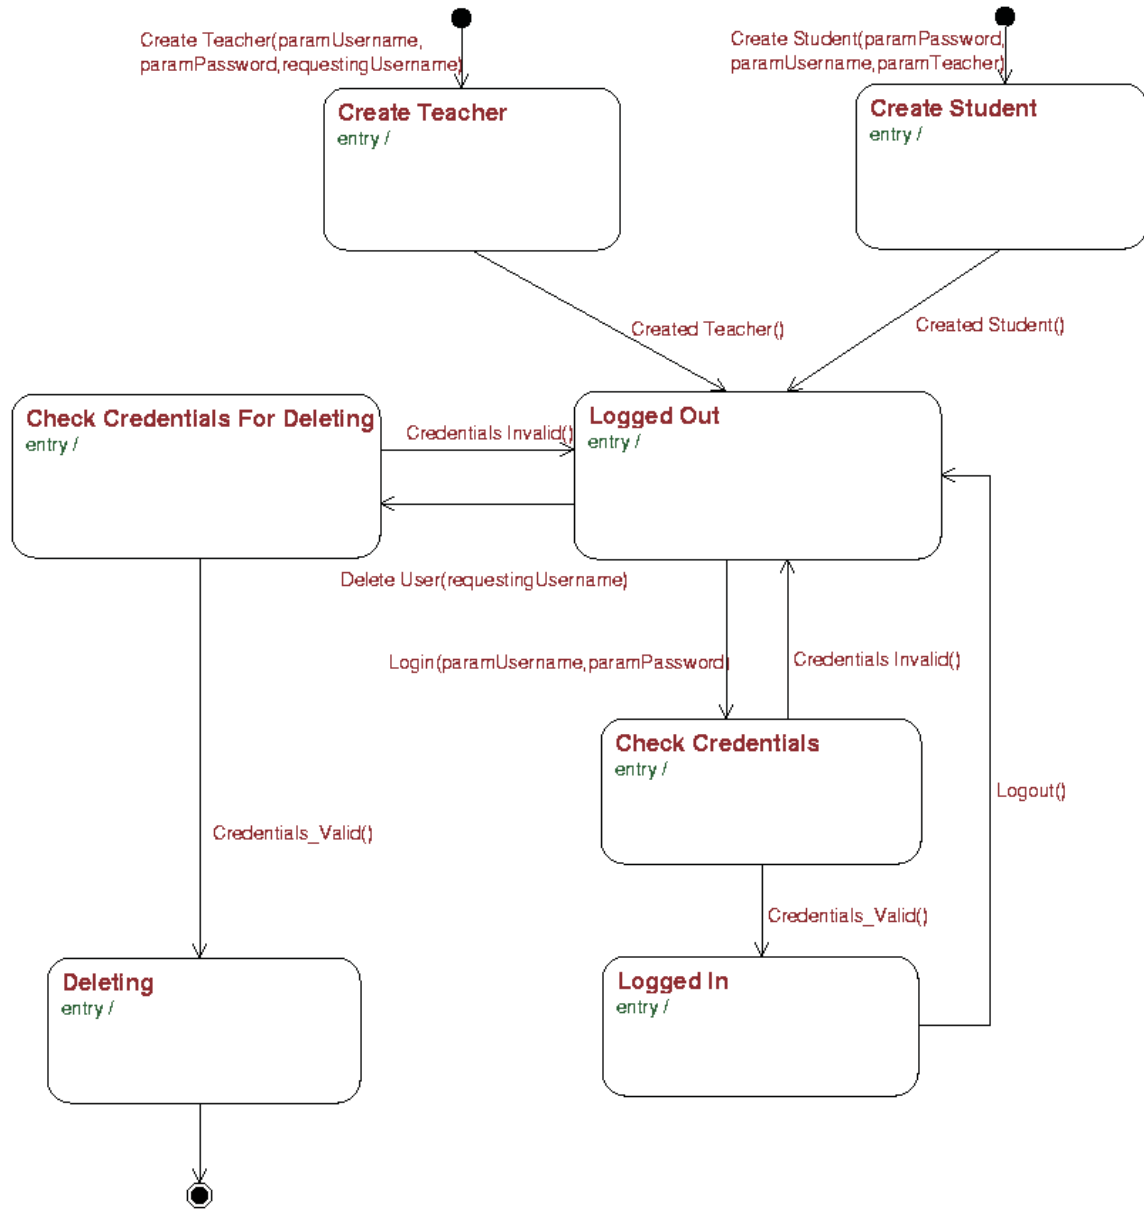 Create Teacher(paramUsername,
paramPassword,requestingUsername)
Create Student(paramPassword,
paramUsername,paramTeacher)
Create Teacher
entry /
Create Student
entry /
Created Teacher()
Created Student()
Check Credentials For Deleting
entry /
Credentials Invalid()
Logged Out
entry /
Delete User(requestingUsername)
Login(paramUsername,paramPassword)
Credentials Invalid()
Check Credentials
entry /
Logout()
Credentials_Valid()
Credentials_Valid()
Deleting
entry /
Logged In
entry /